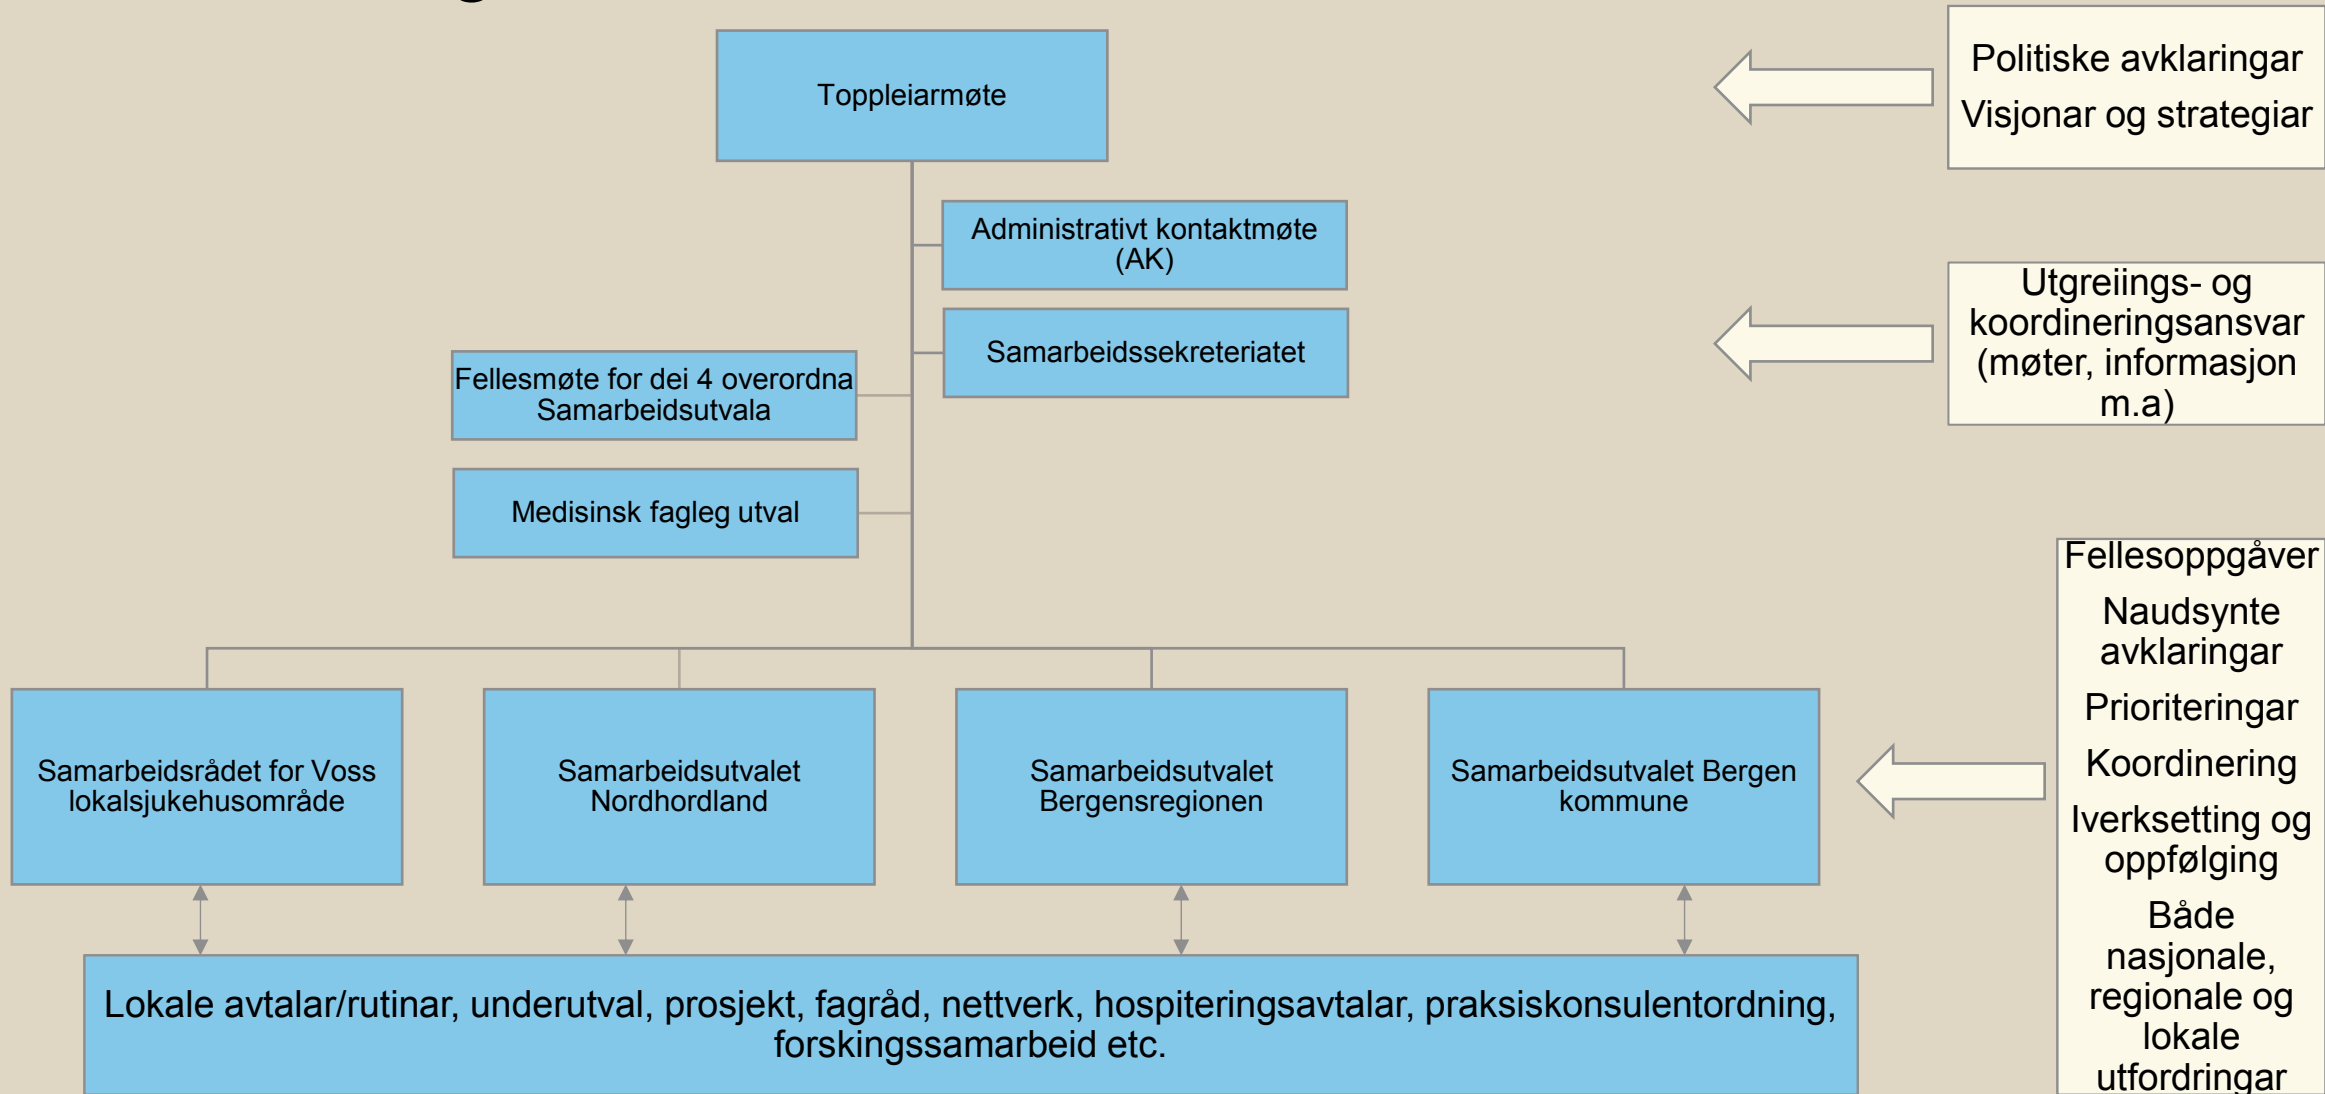 Toppleiarmøte
Politiske avklaringar
Visjonar og strategiar
Administrativt kontaktmøte
(AK)
Samarbeidssekreteriatet
Utgreiings- og
koordineringsansvar
(møter, informasjon
m.a)
Fellesmøte for dei 4 overordna
Samarbeidsutvala
Medisinsk fagleg utval
Samarbeidsrådet for Voss
lokalsjukehusområde
Samarbeidsutvalet
Nordhordland
Samarbeidsutvalet
Bergensregionen
Samarbeidsutvalet Bergen
kommune
Fellesoppgåver
Naudsynte
avklaringar
Prioriteringar
Koordinering
Iverksetting og
oppfølging
Både
nasjonale,
regionale og
lokale
utfordringar
Lokale avtalar/rutinar, underutval, prosjekt, fagråd, nettverk, hospiteringsavtalar, praksiskonsulentordning,
forskingssamarbeid etc.